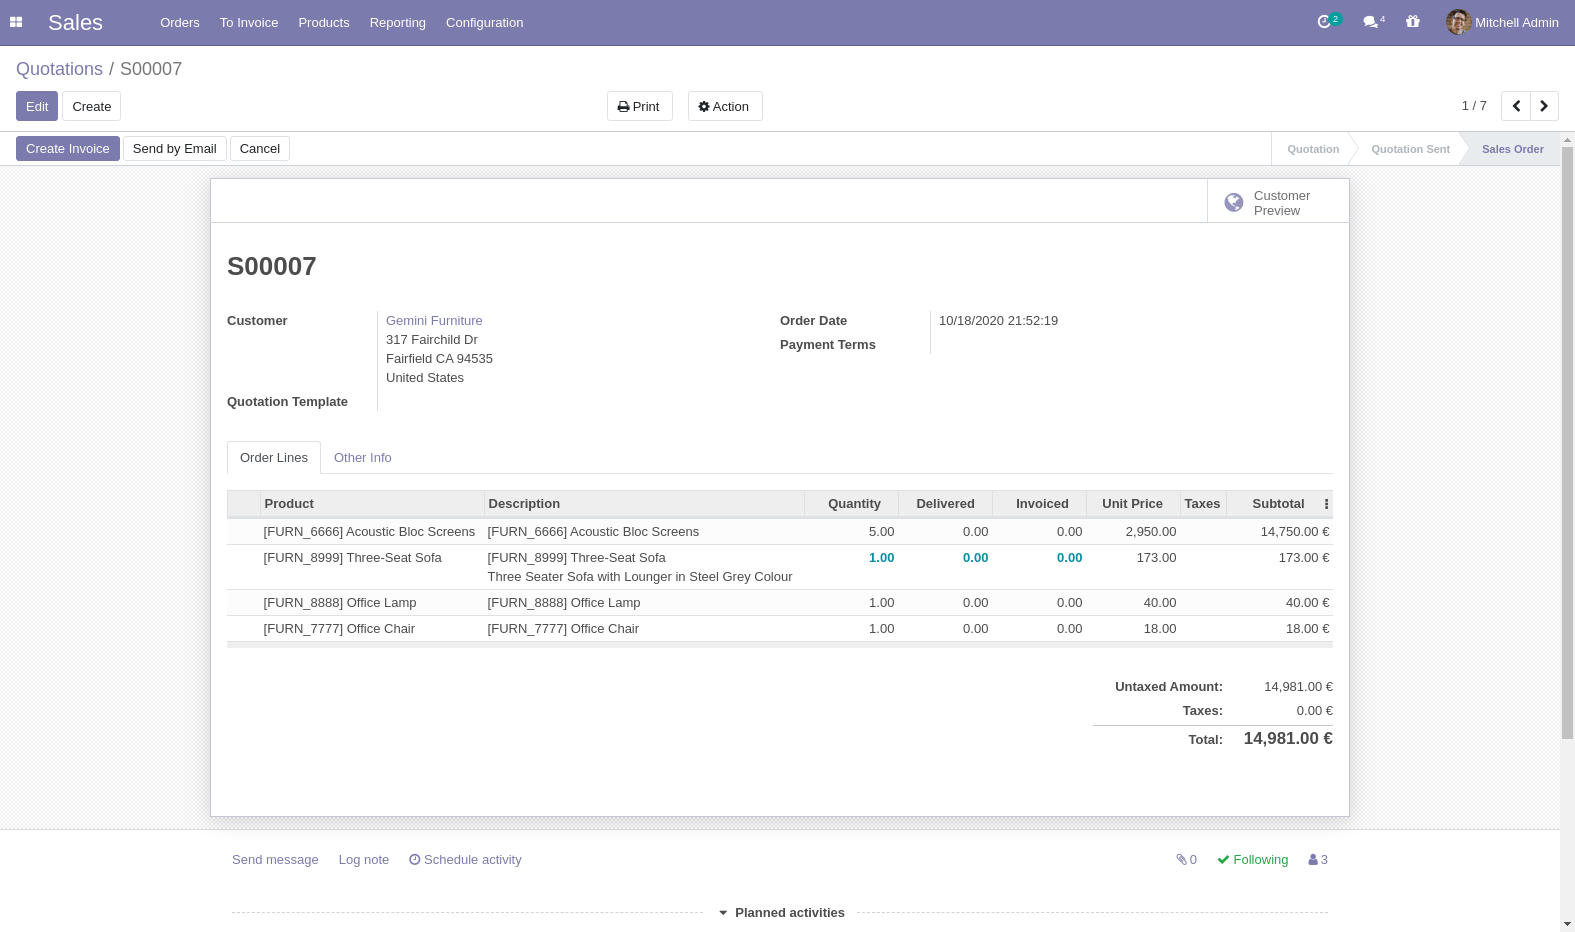 Sales Orders To Invoice Products Reporting Configuration 2 4 Mitchell Admin
Quotations / S00007
Edit Create Print Action 1 / 7
Create Invoice Send by Email Cancel Quotation Quotation Sent Sales Order
Customer
Preview
S00007
Customer Gemini Furniture Order Date 10/18/2020 21:52:19
317 Fairchild Dr
Payment Terms
Fairfield CA 94535
United States
Quotation Template
Order Lines Other Info
Product Description Quantity Delivered Invoiced Unit Price Taxes Subtotal
[FURN_6666] Acoustic Bloc Screens [FURN_6666] Acoustic Bloc Screens 5.00 0.00 0.00 2,950.00 14,750.00 €
[FURN_8999] Three-Seat Sofa [FURN_8999] Three-Seat Sofa 1.00 0.00 0.00 173.00 173.00 €
Three Seater Sofa with Lounger in Steel Grey Colour
[FURN_8888] Office Lamp [FURN_8888] Office Lamp 1.00 0.00 0.00 40.00 40.00 €
[FURN_7777] Office Chair [FURN_7777] Office Chair 1.00 0.00 0.00 18.00 18.00 €
Untaxed Amount: 14,981.00 €
Taxes: 0.00 €
Total: 14,981.00 €
Send message Log note Schedule activity 0 Following 3
Planned activities